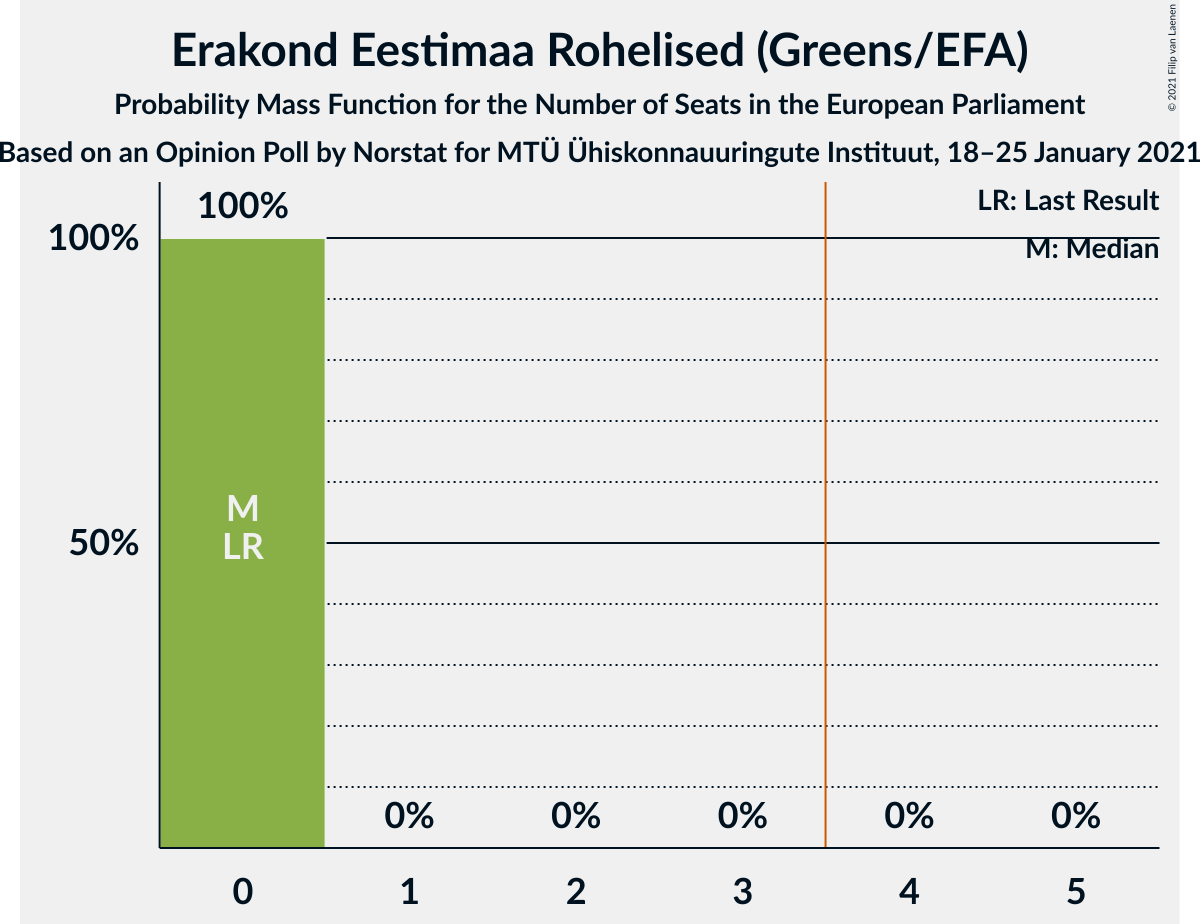 Erakond Eestimaa Rohelised (Greens/EFA)
Probability Mass Function for the Number of Seats in the European Parliament
Based on an Opinion Poll by Norstat for MTÜ Ühiskonnauuringute Instituut, 18–25 January 2021
© 2021 Filip van Laenen
LR: Last Result
M: Median
100%
100%
50%
M
LR
0% 0% 0% 0% 0%
0 1 2 3 4 5